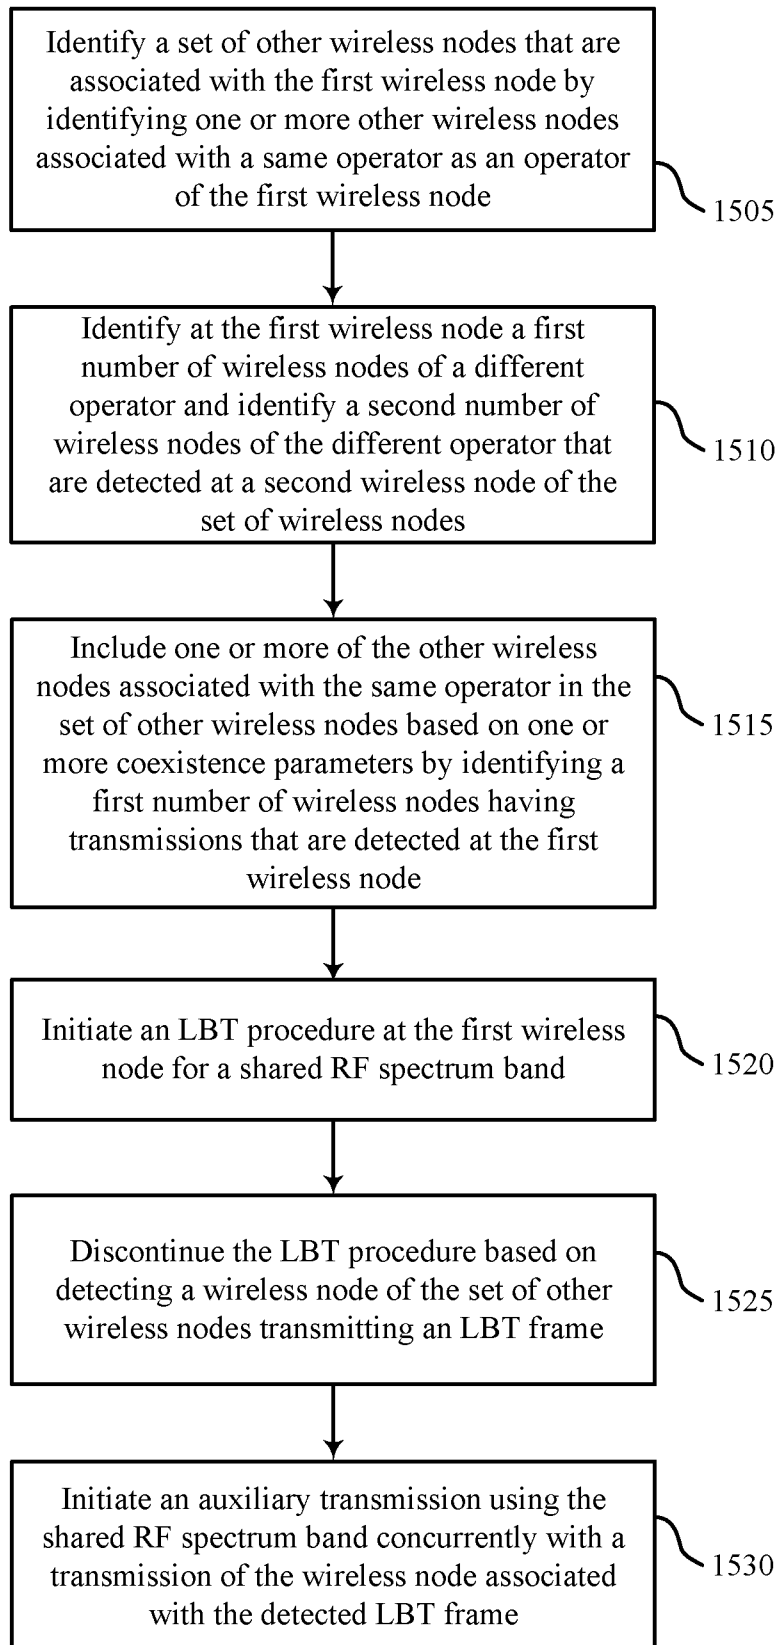 Identify a set of other wireless nodes that are
associated with the first wireless node by
identifying one or more other wireless nodes
associated with a same operator as an operator
of the first wireless node
1505
Identify at the first wireless node a first
number of wireless nodes of a different
operator and identify a second number of
wireless nodes of the different operator that
are detected at a second wireless node of the
set of wireless nodes
1510
Include one or more of the other wireless
nodes associated with the same operator in the
set of other wireless nodes based on one or
more coexistence parameters by identifying a
first number of wireless nodes having
transmissions that are detected at the first
wireless node
1515
Initiate an LBT procedure at the first wireless
node for a shared RF spectrum band
1520
Discontinue the LBT procedure based on
detecting a wireless node of the set of other
wireless nodes transmitting an LBT frame
1525
Initiate an auxiliary transmission using the
shared RF spectrum band concurrently with a
transmission of the wireless node associated
with the detected LBT frame
1530